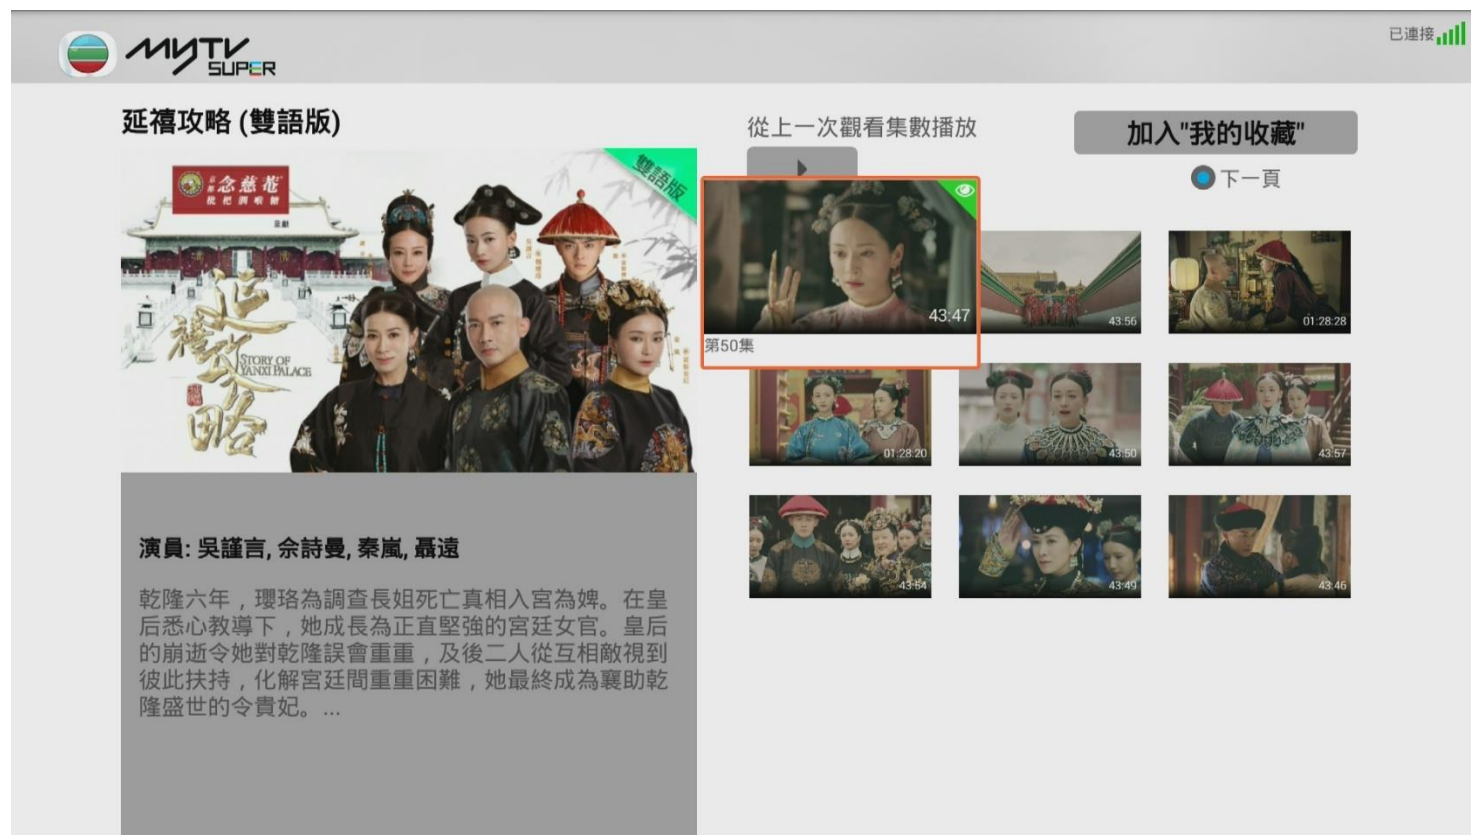 已連接
myTV
SUPER
延禧攻略 (雙語版)
從上一次觀看集數播放
加入"我的收藏"
下一頁
雙語版
京都
念慈菴
枇杷潤喉糖
呈獻
延禧攻略
STORY OF
YANXI PALACE
43:47
第50集
43:56
01:28:28
01:28:20
43:50
43:57
43:54
43:49
43:46
演員: 吳謹言, 佘詩曼, 秦嵐, 聶遠
乾隆六年，瓔珞為調查長姐死亡真相入宮為婢。在皇
后悉心教導下，她成長為正直堅強的宮廷女官。皇后
的崩逝令她對乾隆誤會重重，及後二人從互相敵視到
彼此扶持，化解宮廷間重重困難，她最終成為襄助乾
隆盛世的令貴妃。...